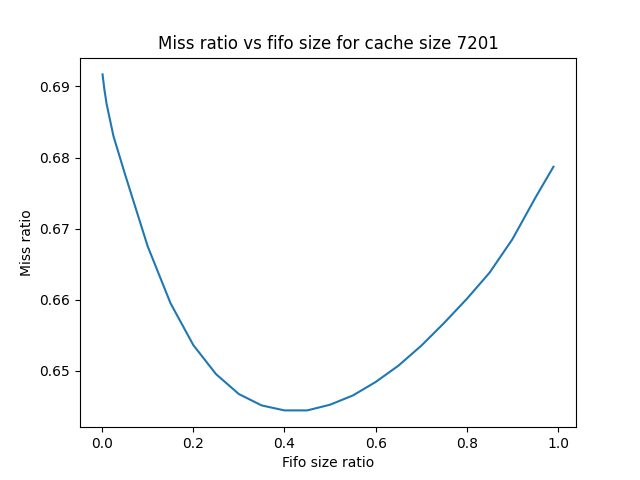 Miss ratio vs fifo size for cache size 7201
Miss ratio
0.69
0.68
0.67
0.66
0.65
0.0 0.2 0.4 0.6 0.8 1.0
Fifo size ratio